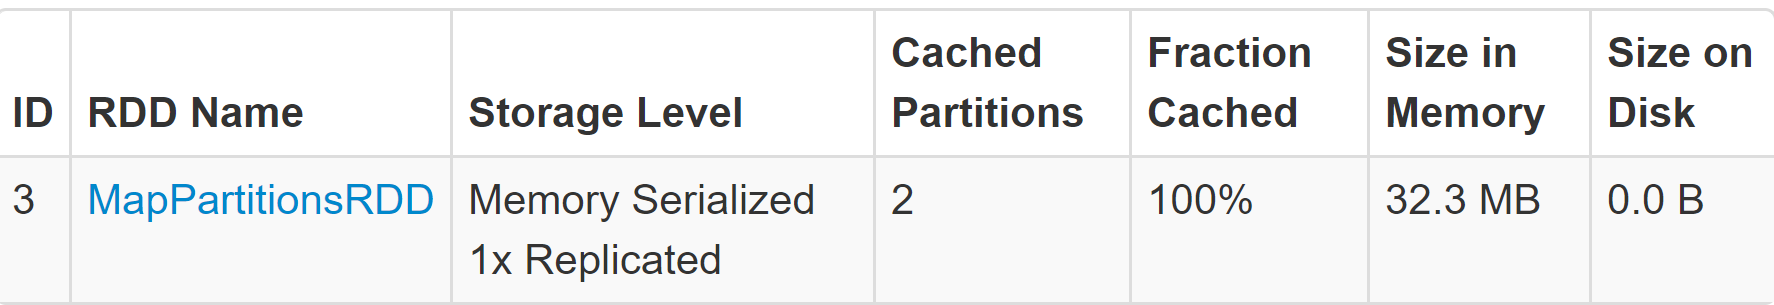 ID
RDD Name
Storage Level
Cached
Partitions
Fraction
Cached
Size in
Memory
Size on
Disk
3
MapPartitionsRDD
Memory Serialized
1x Replicated
2
100%
32.3 MB
0.0 B